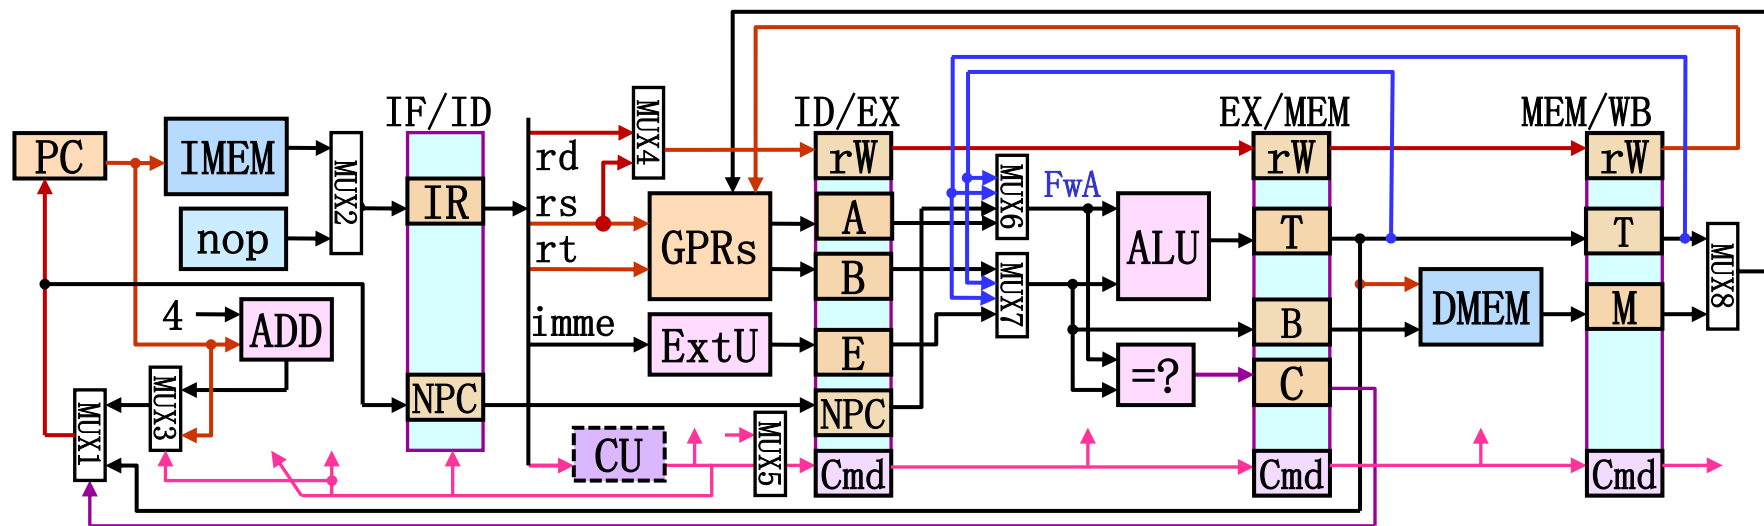 IF/ID
ID/EX
EX/MEM
MEM/WB
PC
IMEM
MUX2
nop
IR
rd
rs
rt
imme
MUX4
GPRs
ExtU
rW
A
B
E
NPC
Cmd
MUX6
FwA
MUX7
ALU
=?
rW
T
B
C
Cmd
DMEM
rW
T
M
Cmd
MUX8
4
ADD
MUX3
MUX1
NPC
CU
MUX5